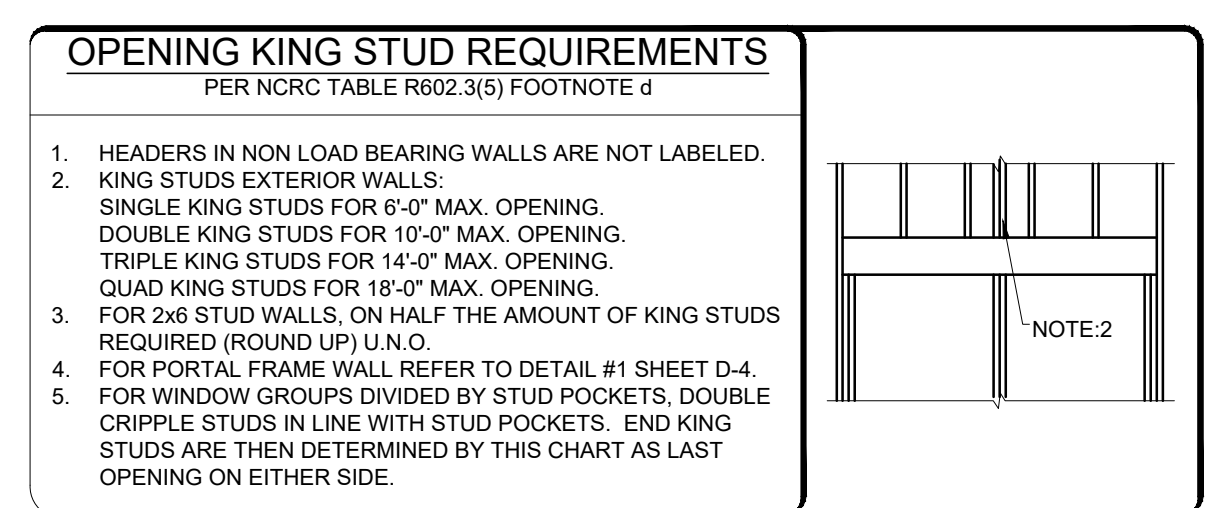 OPENING KING STUD REQUIREMENTS
PER NCRC TABLE R602.3(5) FOOTNOTE d
1. HEADERS IN NON LOAD BEARING WALLS ARE NOT LABELED.
2. KING STUDS EXTERIOR WALLS:
SINGLE KING STUDS FOR 6'-0" MAX. OPENING.
DOUBLE KING STUDS FOR 10'-0" MAX. OPENING.
TRIPLE KING STUDS FOR 14'-0" MAX. OPENING.
QUAD KING STUDS FOR 18'-0" MAX. OPENING.
3. FOR 2x6 STUD WALLS, ON HALF THE AMOUNT OF KING STUDS
REQUIRED (ROUND UP) U.N.O.
4. FOR PORTAL FRAME WALL REFER TO DETAIL #1 SHEET D-4.
5. FOR WINDOW GROUPS DIVIDED BY STUD POCKETS, DOUBLE
CRIPPLE STUDS IN LINE WITH STUD POCKETS. END KING
STUDS ARE THEN DETERMINED BY THIS CHART AS LAST
OPENING ON EITHER SIDE.
NOTE:2